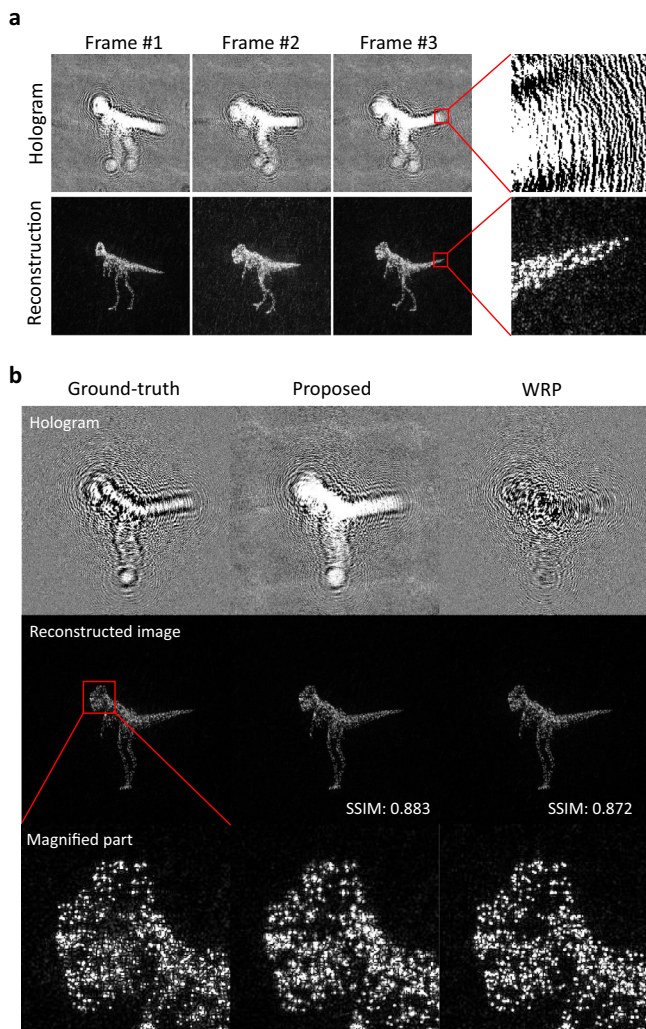 a
Frame #1 Frame #2 Frame #3
Hologram
Reconstruction
b
Ground-truth Proposed WRP
Hologram
Reconstructed image
SSIM: 0.883 SSIM: 0.872
Magnified part